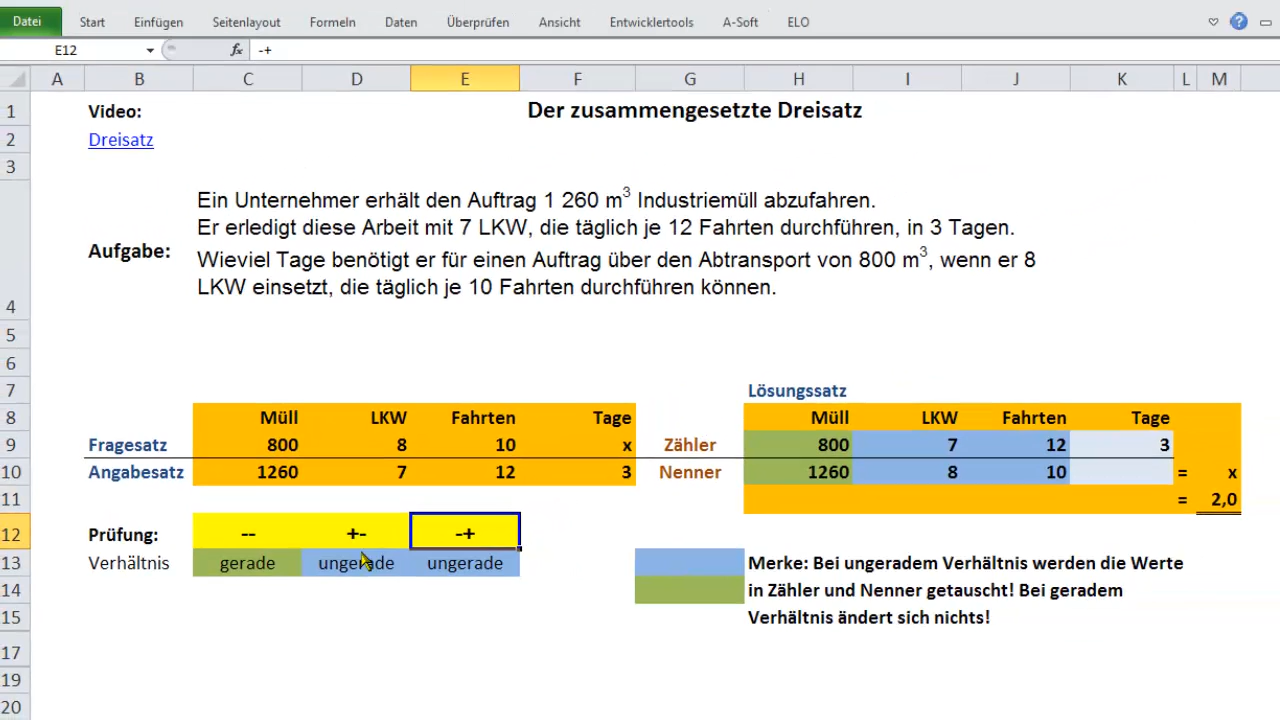 Datei Start Einfügen Seitenlayout Formeln Daten Überprüfen Ansicht Entwicklertools A-Soft ELO
E12 fx -+
A B C D E F G H I J K L M
1 Video: Der zusammengesetzte Dreisatz
2 Dreisatz
3
Ein Unternehmer erhält den Auftrag 1 260 m³ Industriemüll abzufahren.
Er erledigt diese Arbeit mit 7 LKW, die täglich je 12 Fahrten durchführen, in 3 Tagen.
Aufgabe:
Wieviel Tage benötigt er für einen Auftrag über den Abtransport von 800 m³, wenn er 8
LKW einsetzt, die täglich je 10 Fahrten durchführen können.
4
5
6
7 Lösungssatz
8 Müll LKW Fahrten Tage Müll LKW Fahrten Tage
9 Fragesatz 800 8 10 x Zähler 800 7 12 3
10 Angabesatz 1260 7 12 3 Nenner 1260 8 10 = x
11 = 2,0
12 Prüfung: -- +- -+
13 Verhältnis gerade ungerade ungerade Merke: Bei ungeradem Verhältnis werden die Werte
14 in Zähler und Nenner getauscht! Bei geradem
15 Verhältnis ändert sich nichts!
17
19
20